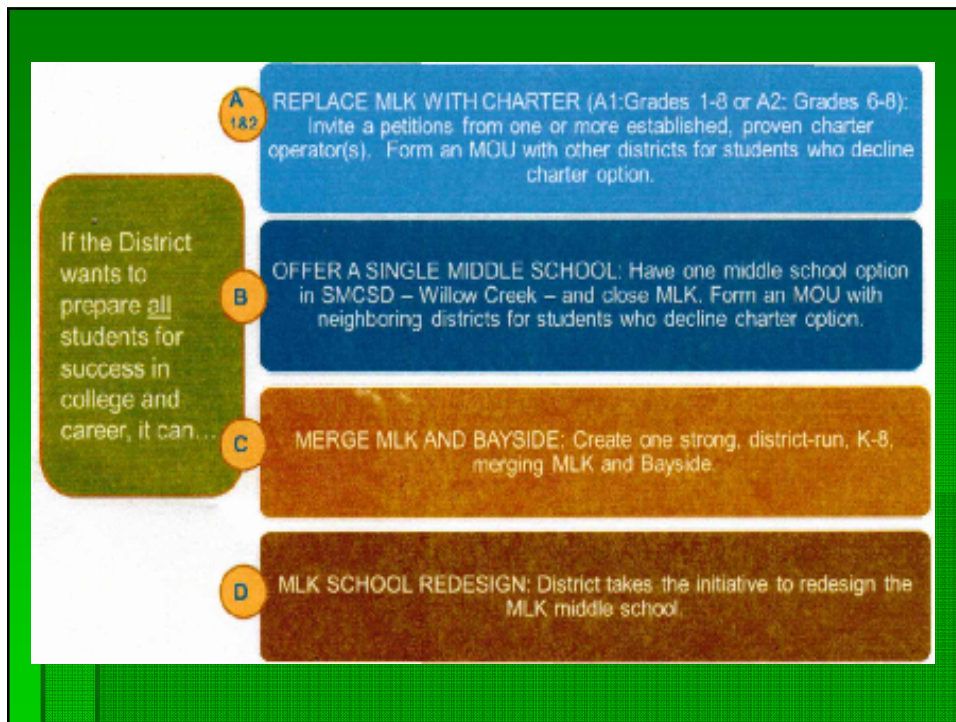 If the District
wants to
prepare all
students for
success in
college and
career, it can…
A
1&2
REPLACE MLK WITH CHARTER (A1:Grades 1-8 or A2: Grades 6-8):
Invite a petitions from one or more established, proven charter
operator(s). Form an MOU with other districts for students who decline
charter option.
B
OFFER A SINGLE MIDDLE SCHOOL: Have one middle school option
in SMCSD – Willow Creek – and close MLK. Form an MOU with
neighboring districts for students who decline charter option.
C
MERGE MLK AND BAYSIDE: Create one strong, district-run, K-8,
merging MLK and Bayside.
D
MLK SCHOOL REDESIGN: District takes the initiative to redesign the
MLK middle school.